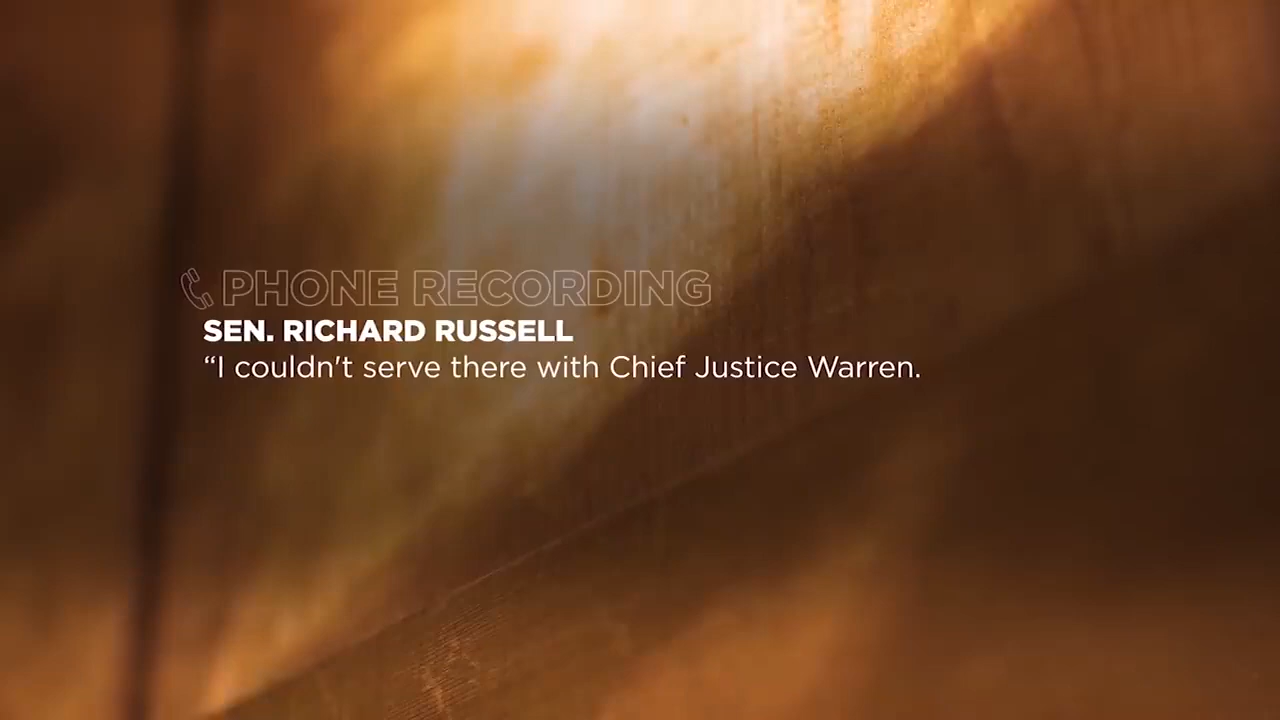 PHONE RECORDING
SEN. RICHARD RUSSELL
“I couldn't serve there with Chief Justice Warren.